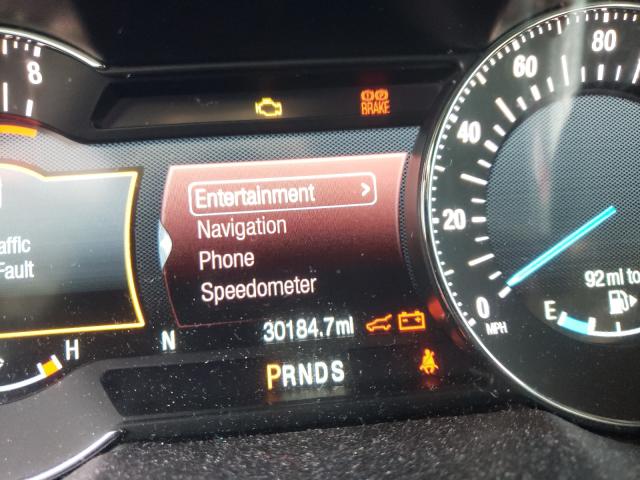 8
BRAKE
80
60
40
20
0
MPH
Entertainment >
Navigation
Phone
Speedometer
affic
Fault
92 mi to
E
H
N
30184.7mi
PRNDS